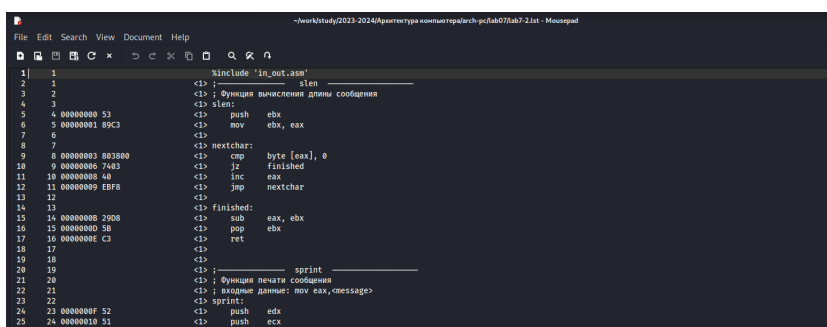 ~/work/study/2023-2024/Архитектура компьютера/arch-pc/lab07/lab7-2.lst - Mousepad
File Edit Search View Document Help
1 1 %include 'in_out.asm'
2 1 <1> ;——————————— slen ———————————
3 2 <1> ; Функция вычисления длины сообщения
4 3 <1> slen:
5 4 00000000 53 <1> push ebx
6 5 00000001 89C3 <1> mov ebx, eax
7 6 <1>
8 7 <1> nextchar:
9 8 00000003 803800 <1> cmp byte [eax], 0
10 9 00000006 7403 <1> jz finished
11 10 00000008 40 <1> inc eax
12 11 00000009 EBF8 <1> jmp nextchar
13 12 <1>
14 13 <1> finished:
15 14 0000000B 29D8 <1> sub eax, ebx
16 15 0000000D 5B <1> pop ebx
17 16 0000000E C3 <1> ret
18 17 <1>
19 18 <1>
20 19 <1> ;——————————— sprint ———————————
21 20 <1> ; Функция печати сообщения
22 21 <1> ; входные данные: mov eax,<message>
23 22 <1> sprint:
24 23 0000000F 52 <1> push edx
25 24 00000010 51 <1> push ecx